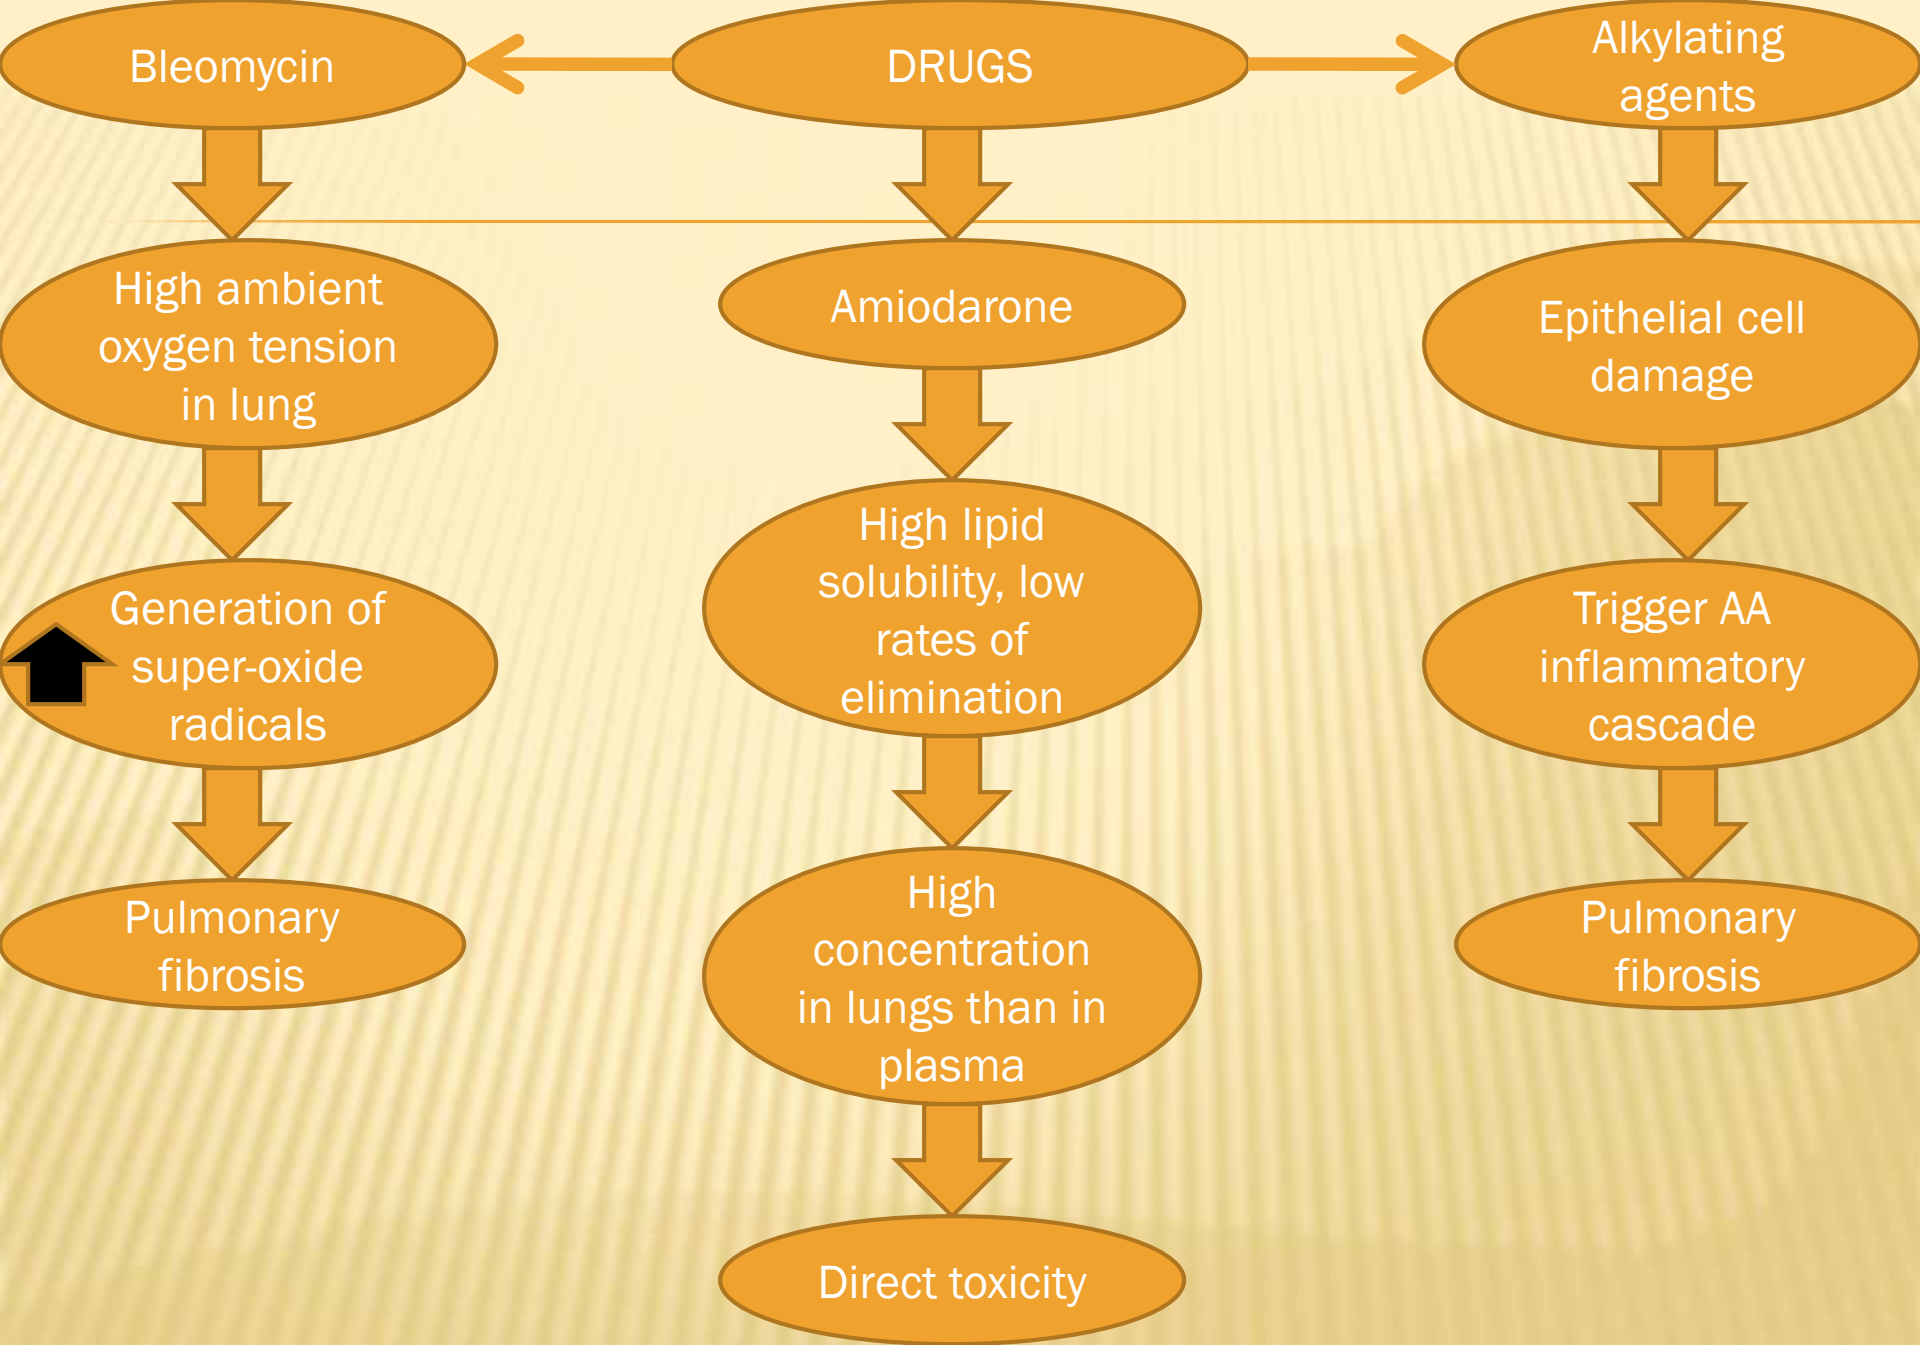 Bleomycin
DRUGS
Alkylating
agents
High ambient
oxygen tension
in lung
Amiodarone
Epithelial cell
damage
High lipid
solubility, low
rates of
elimination
Generation of
super-oxide
radicals
Trigger AA
inflammatory
cascade
Pulmonary
fibrosis
High
concentration
in lungs than in
plasma
Pulmonary
fibrosis
Direct toxicity